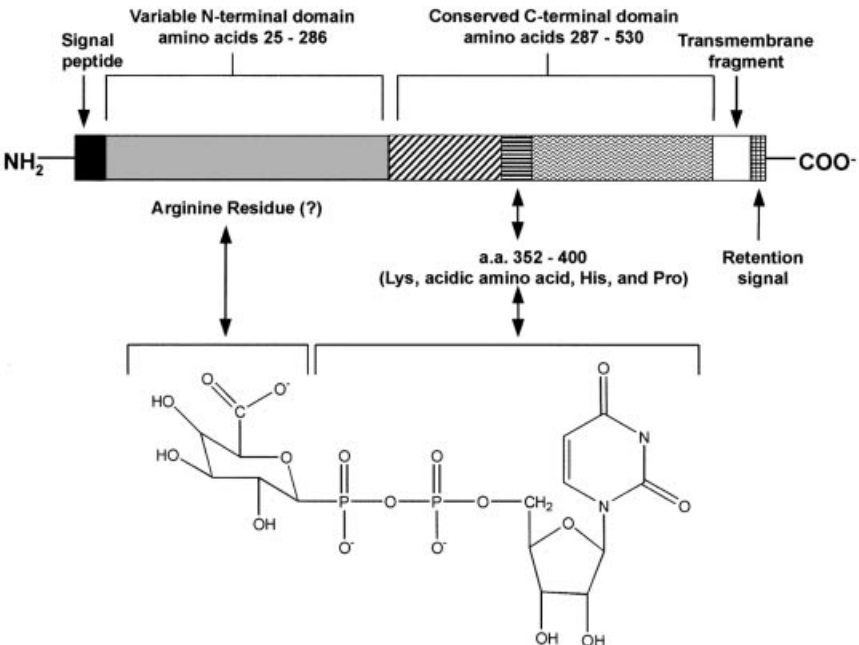 Variable N-terminal domain
amino acids 25 - 286
Conserved C-terminal domain
amino acids 287 - 530
Signal
peptide
Transmembrane
fragment
NH2
COO-
Arginine Residue (?)
a.a. 352 - 400
(Lys, acidic amino acid, His, and Pro)
Retention
signal
O
O
O-
HO
C
HO
O
O
O
N
OH
P
O
P
O
CH2
N
O
O-
O-
O
OH
OH